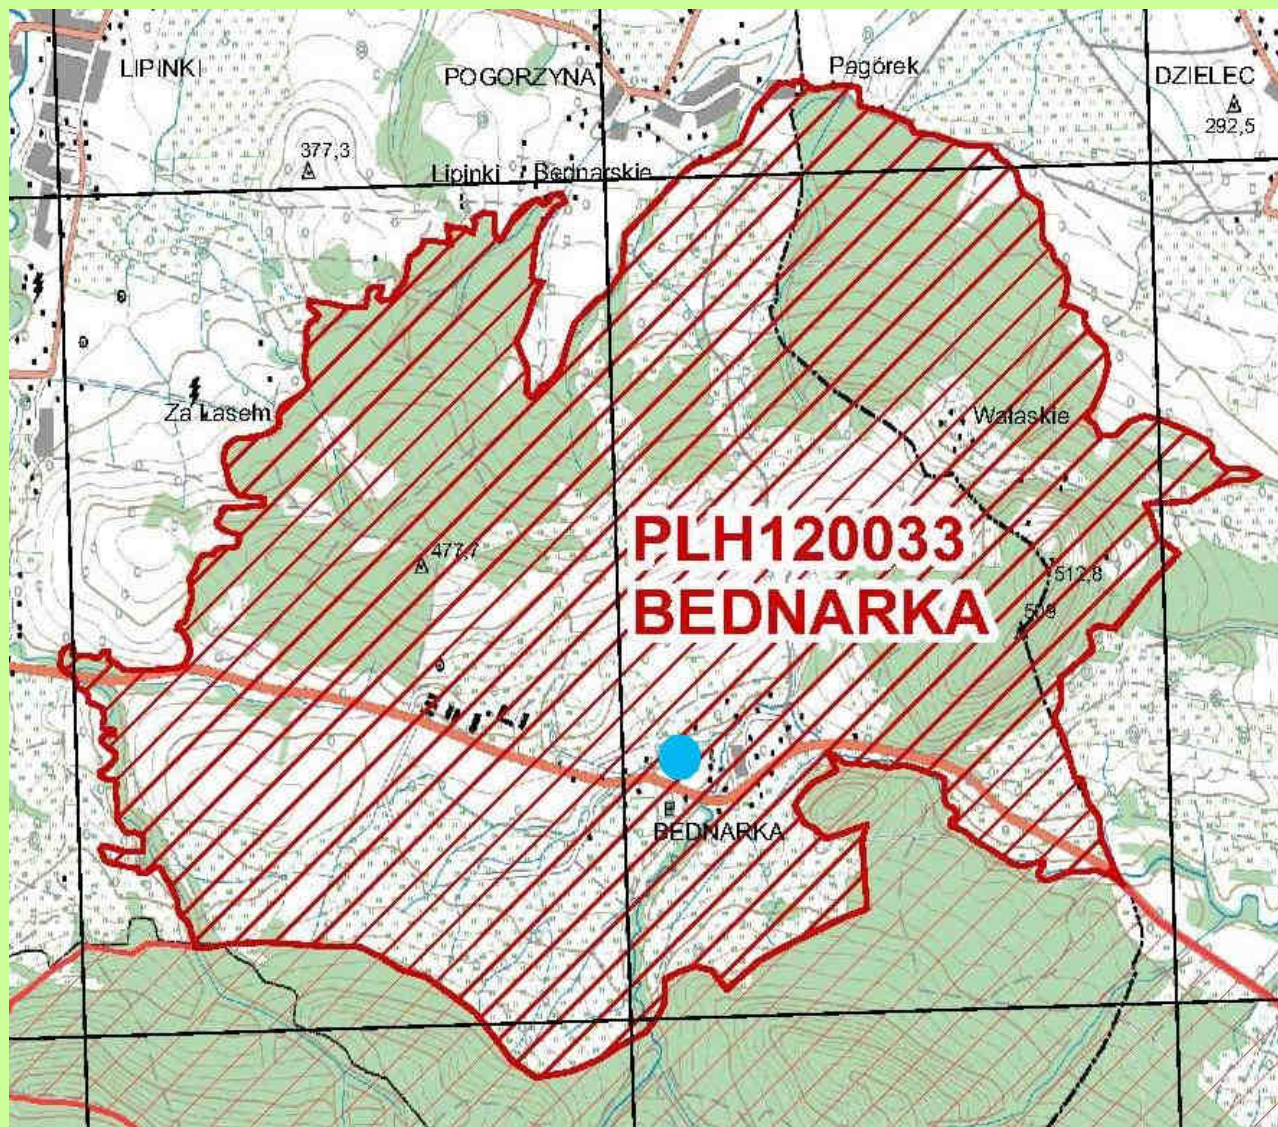 LIPINKI
POGORZYNA
Pagórek
DZIELEC
292,5
377,3
Lipinki Bednarskie
Za Lasem
Walaskie
PLH120033
BEDNARKA
477,7
512,8
509
BEDNARKA